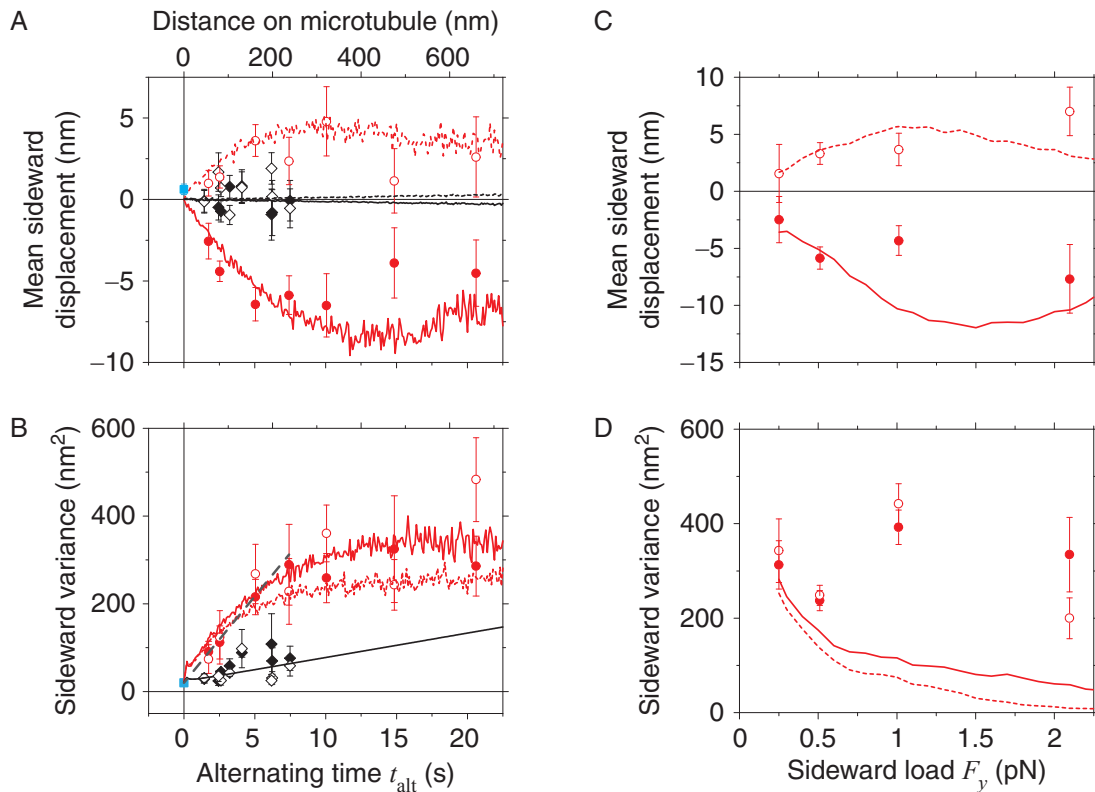 A
Distance on microtubule (nm)
0 200 400 600
Mean sideward
displacement (nm)
5
0
−5
−10
B
Sideward variance (nm²)
600
400
200
0
0 5 10 15 20
Alternating time t_alt (s)
C
Mean sideward
displacement (nm)
10
5
0
−5
−10
−15
D
Sideward variance (nm²)
600
400
200
0
0 0.5 1 1.5 2
Sideward load F_y (pN)